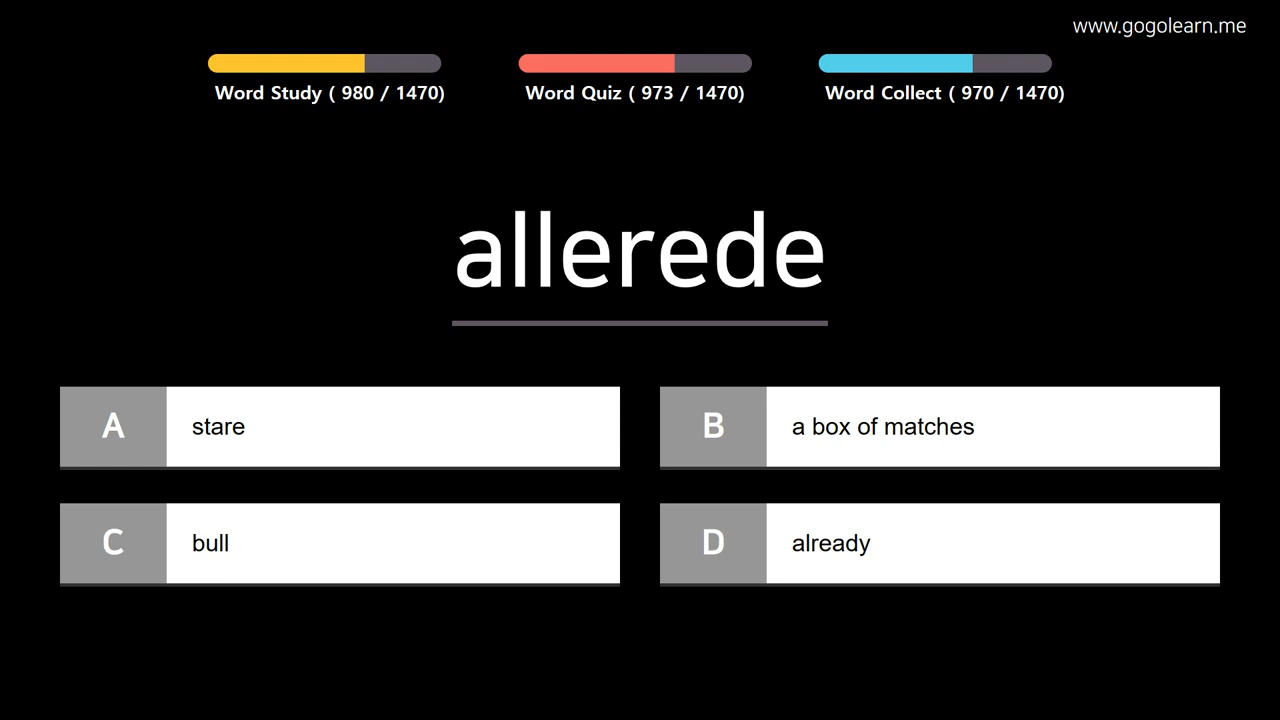 www.gogolearn.me
Word Study ( 980 / 1470)
Word Quiz ( 973 / 1470)
Word Collect ( 970 / 1470)
allerede
A
stare
B
a box of matches
C
bull
D
already